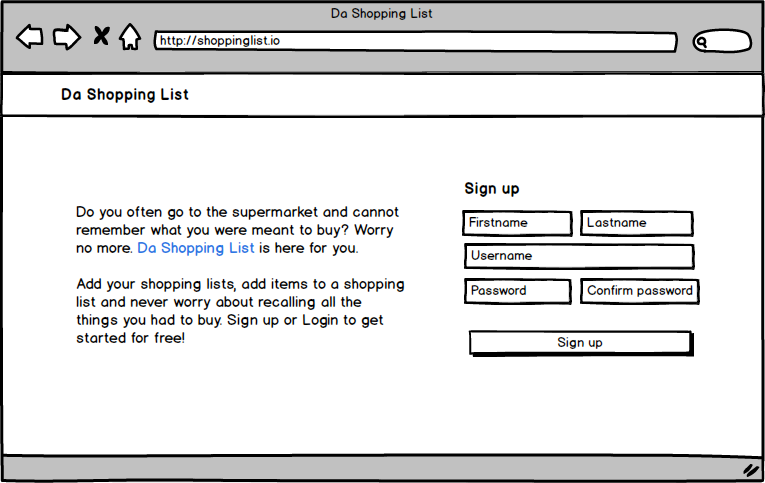 Da Shopping List
http://shoppinglist.io
Da Shopping List
Do you often go to the supermarket and cannot
remember what you were meant to buy? Worry
no more. Da Shopping List is here for you.
Add your shopping lists, add items to a shopping
list and never worry about recalling all the
things you had to buy. Sign up or Login to get
started for free!
Sign up
Firstname
Lastname
Username
Password
Confirm password
Sign up